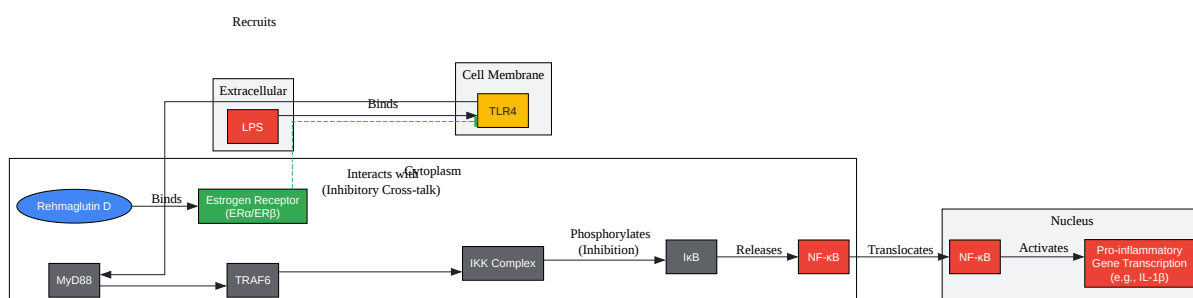 Recruits
Cell Membrane
Extracellular
Binds
TLR4
LPS
Cytoplasm
Interacts with
(Inhibitory Cross-talk)
Rehmaglutin D
Binds
Estrogen Receptor
(ERα/ERβ)
Nucleus
Phosphorylates
(Inhibition)
Releases
Translocates
Activates
MyD88
TRAF6
IKK Complex
IκB
NF-κB
NF-κB
Pro-inflammatory
Gene Transcription
(e.g., IL-1β)